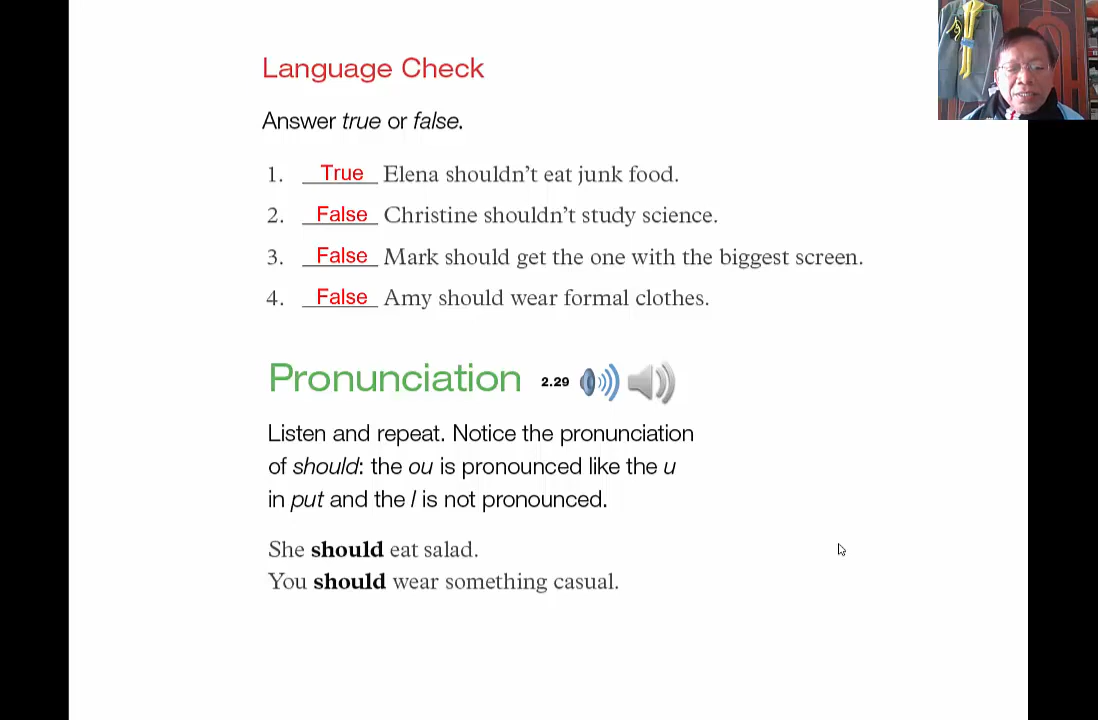 Language Check
Answer true or false.
1. True Elena shouldn’t eat junk food.
2. False Christine shouldn’t study science.
3. False Mark should get the one with the biggest screen.
4. False Amy should wear formal clothes.
Pronunciation 2.29
Listen and repeat. Notice the pronunciation
of should: the ou is pronounced like the u
in put and the l is not pronounced.
She should eat salad.
You should wear something casual.